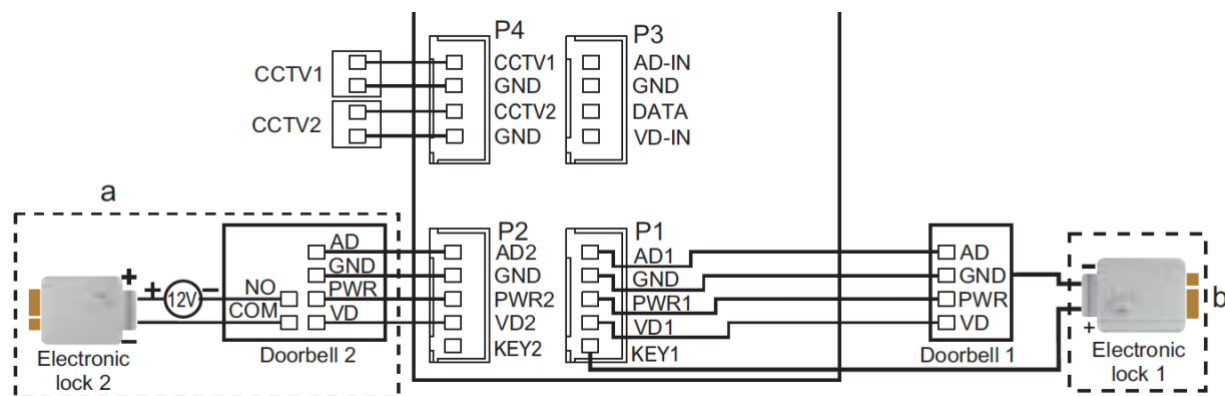 P4
P3
CCTV1
CCTV1
GND
CCTV2
CCTV2
GND
AD-IN
GND
DATA
VD-IN
a
P2
P1
AD
GND
PWR
VD
NO
COM
+
12V
−
+
−
AD2
GND
PWR2
VD2
KEY2
AD1
GND
PWR1
VD1
KEY1
AD
GND
PWR
VD
−
+
b
Electronic
lock 2
Doorbell 2
Doorbell 1
Electronic
lock 1